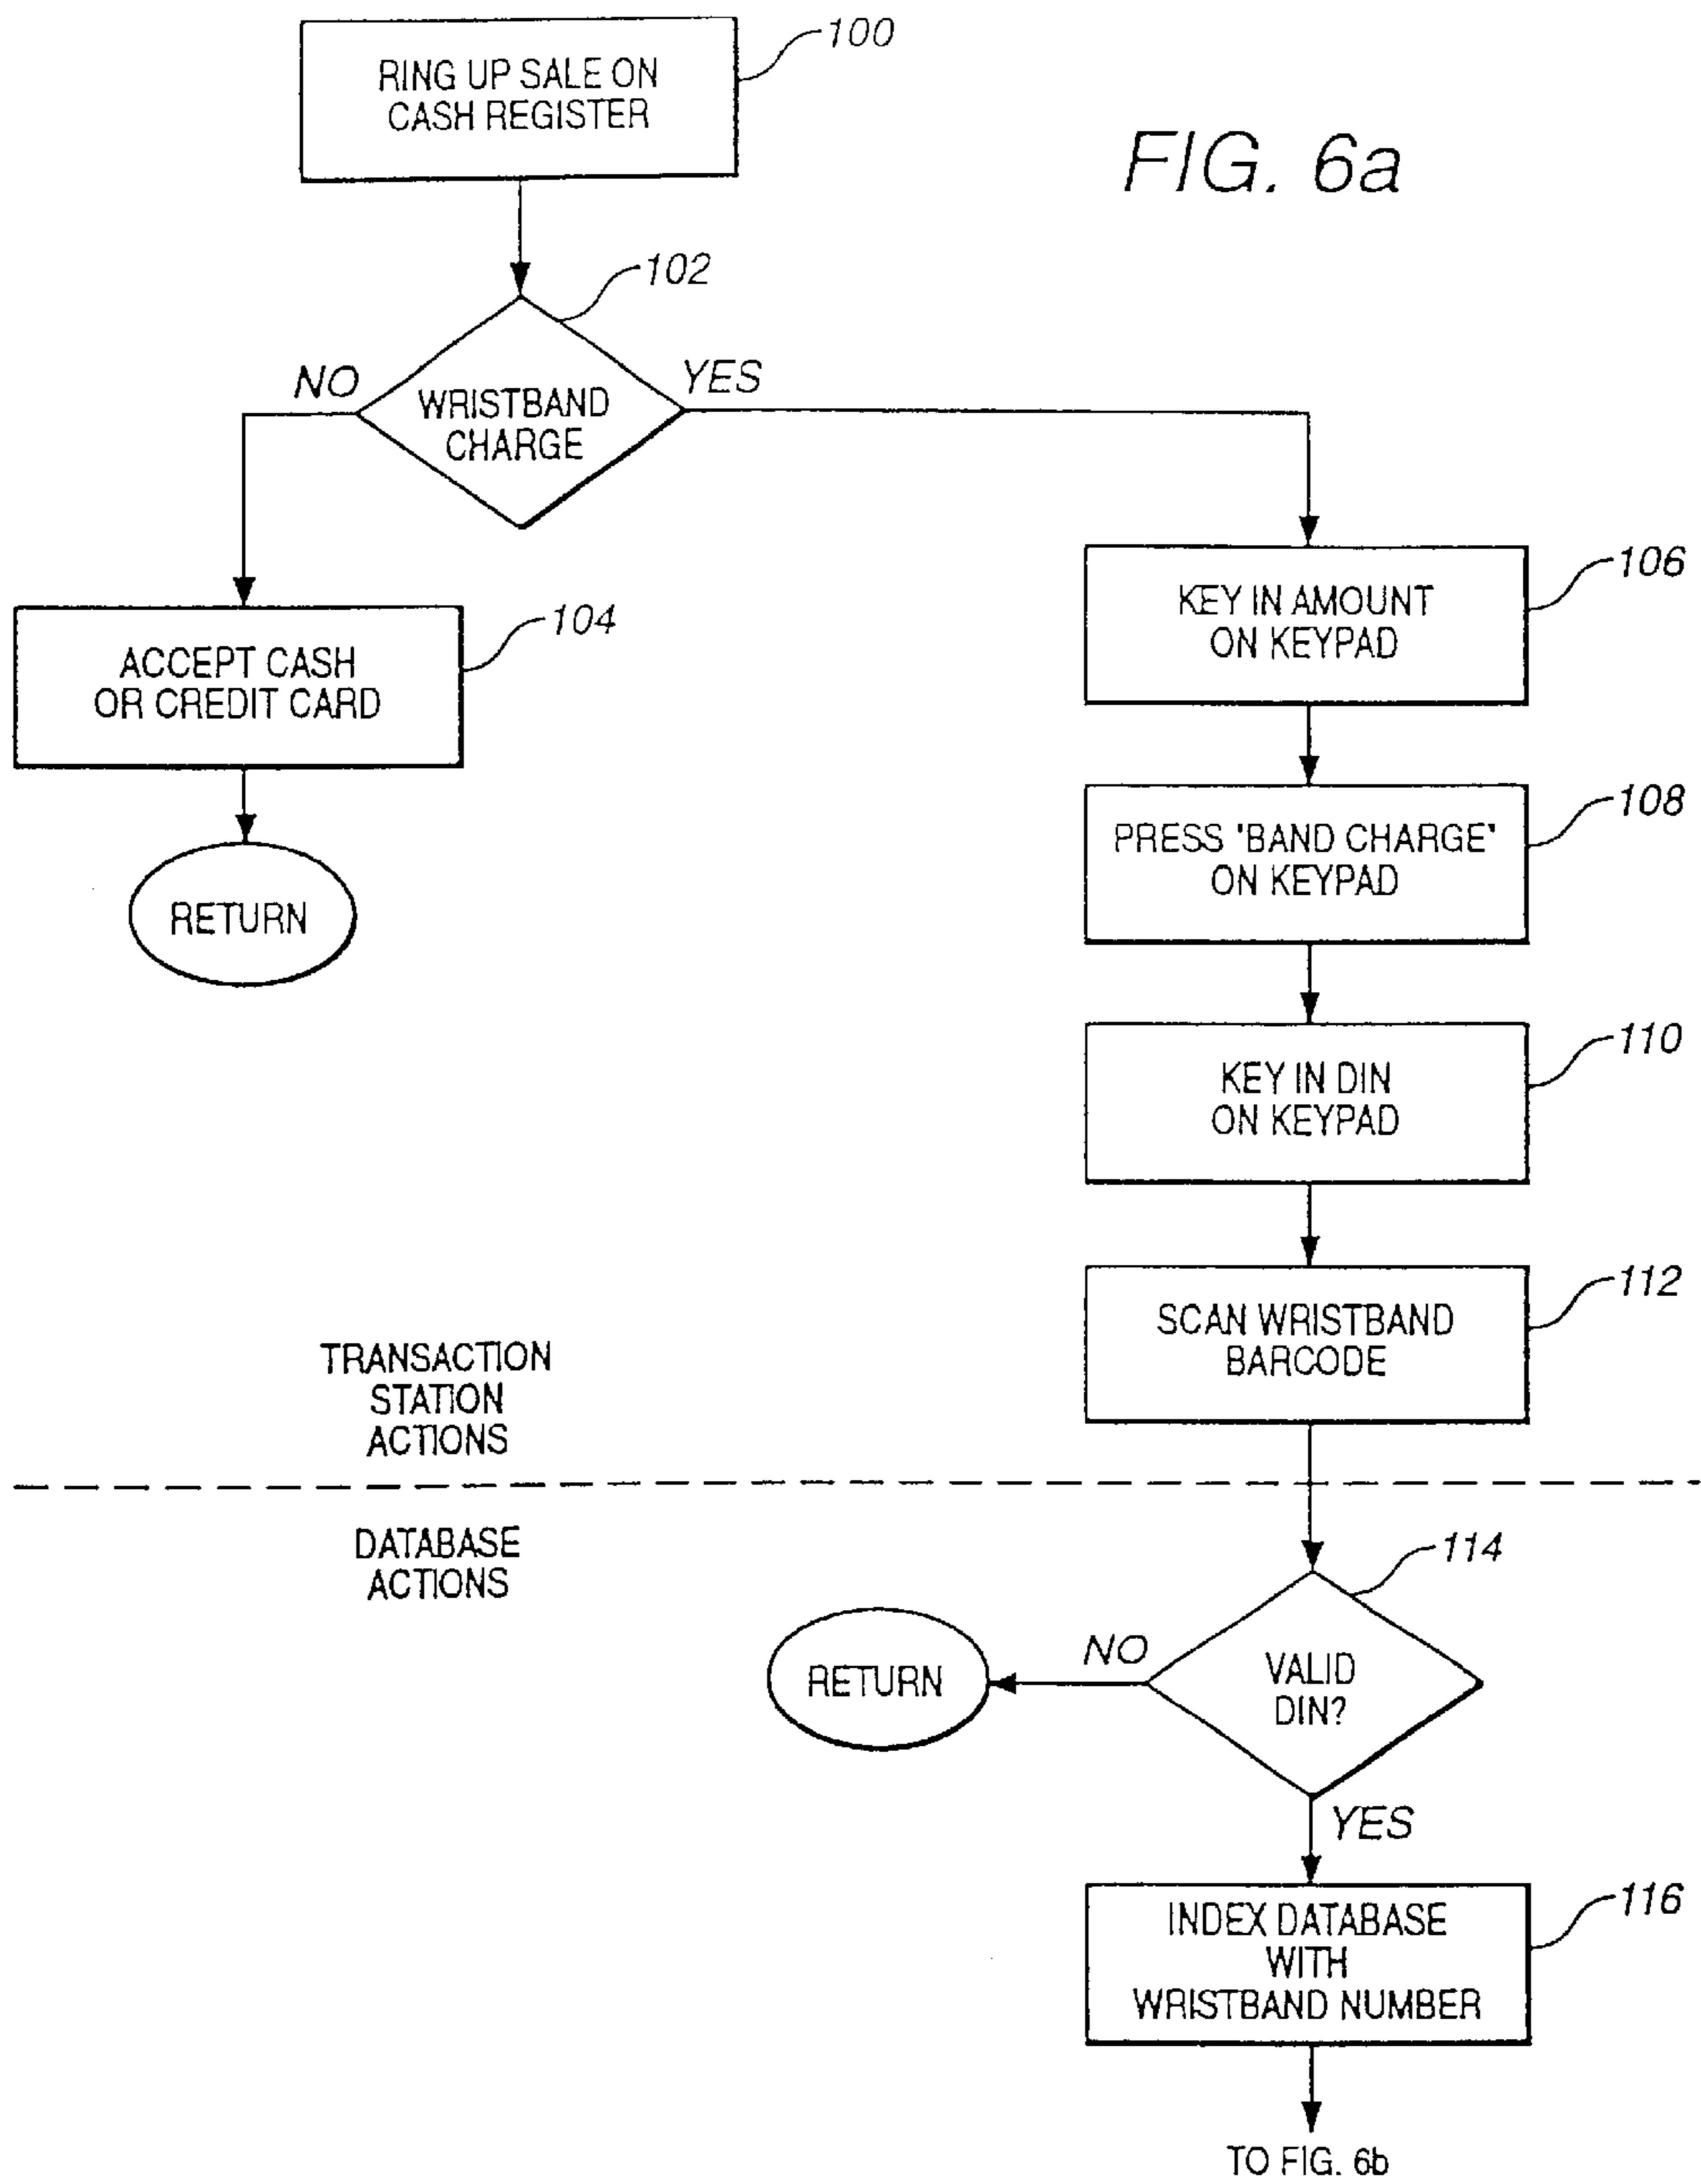 100
RING UP SALE ON
CASH REGISTER
FIG. 6a
102
NO
YES
WRISTBAND
CHARGE
106
KEY IN AMOUNT
ON KEYPAD
104
ACCEPT CASH
OR CREDIT CARD
108
PRESS 'BAND CHARGE'
ON KEYPAD
RETURN
110
KEY IN DIN
ON KEYPAD
112
SCAN WRISTBAND
BARCODE
TRANSACTION
STATION
ACTIONS
DATABASE
ACTIONS
114
NO
RETURN
VALID
DIN?
YES
116
INDEX DATABASE
WITH
WRISTBAND NUMBER
TO FIG. 6b